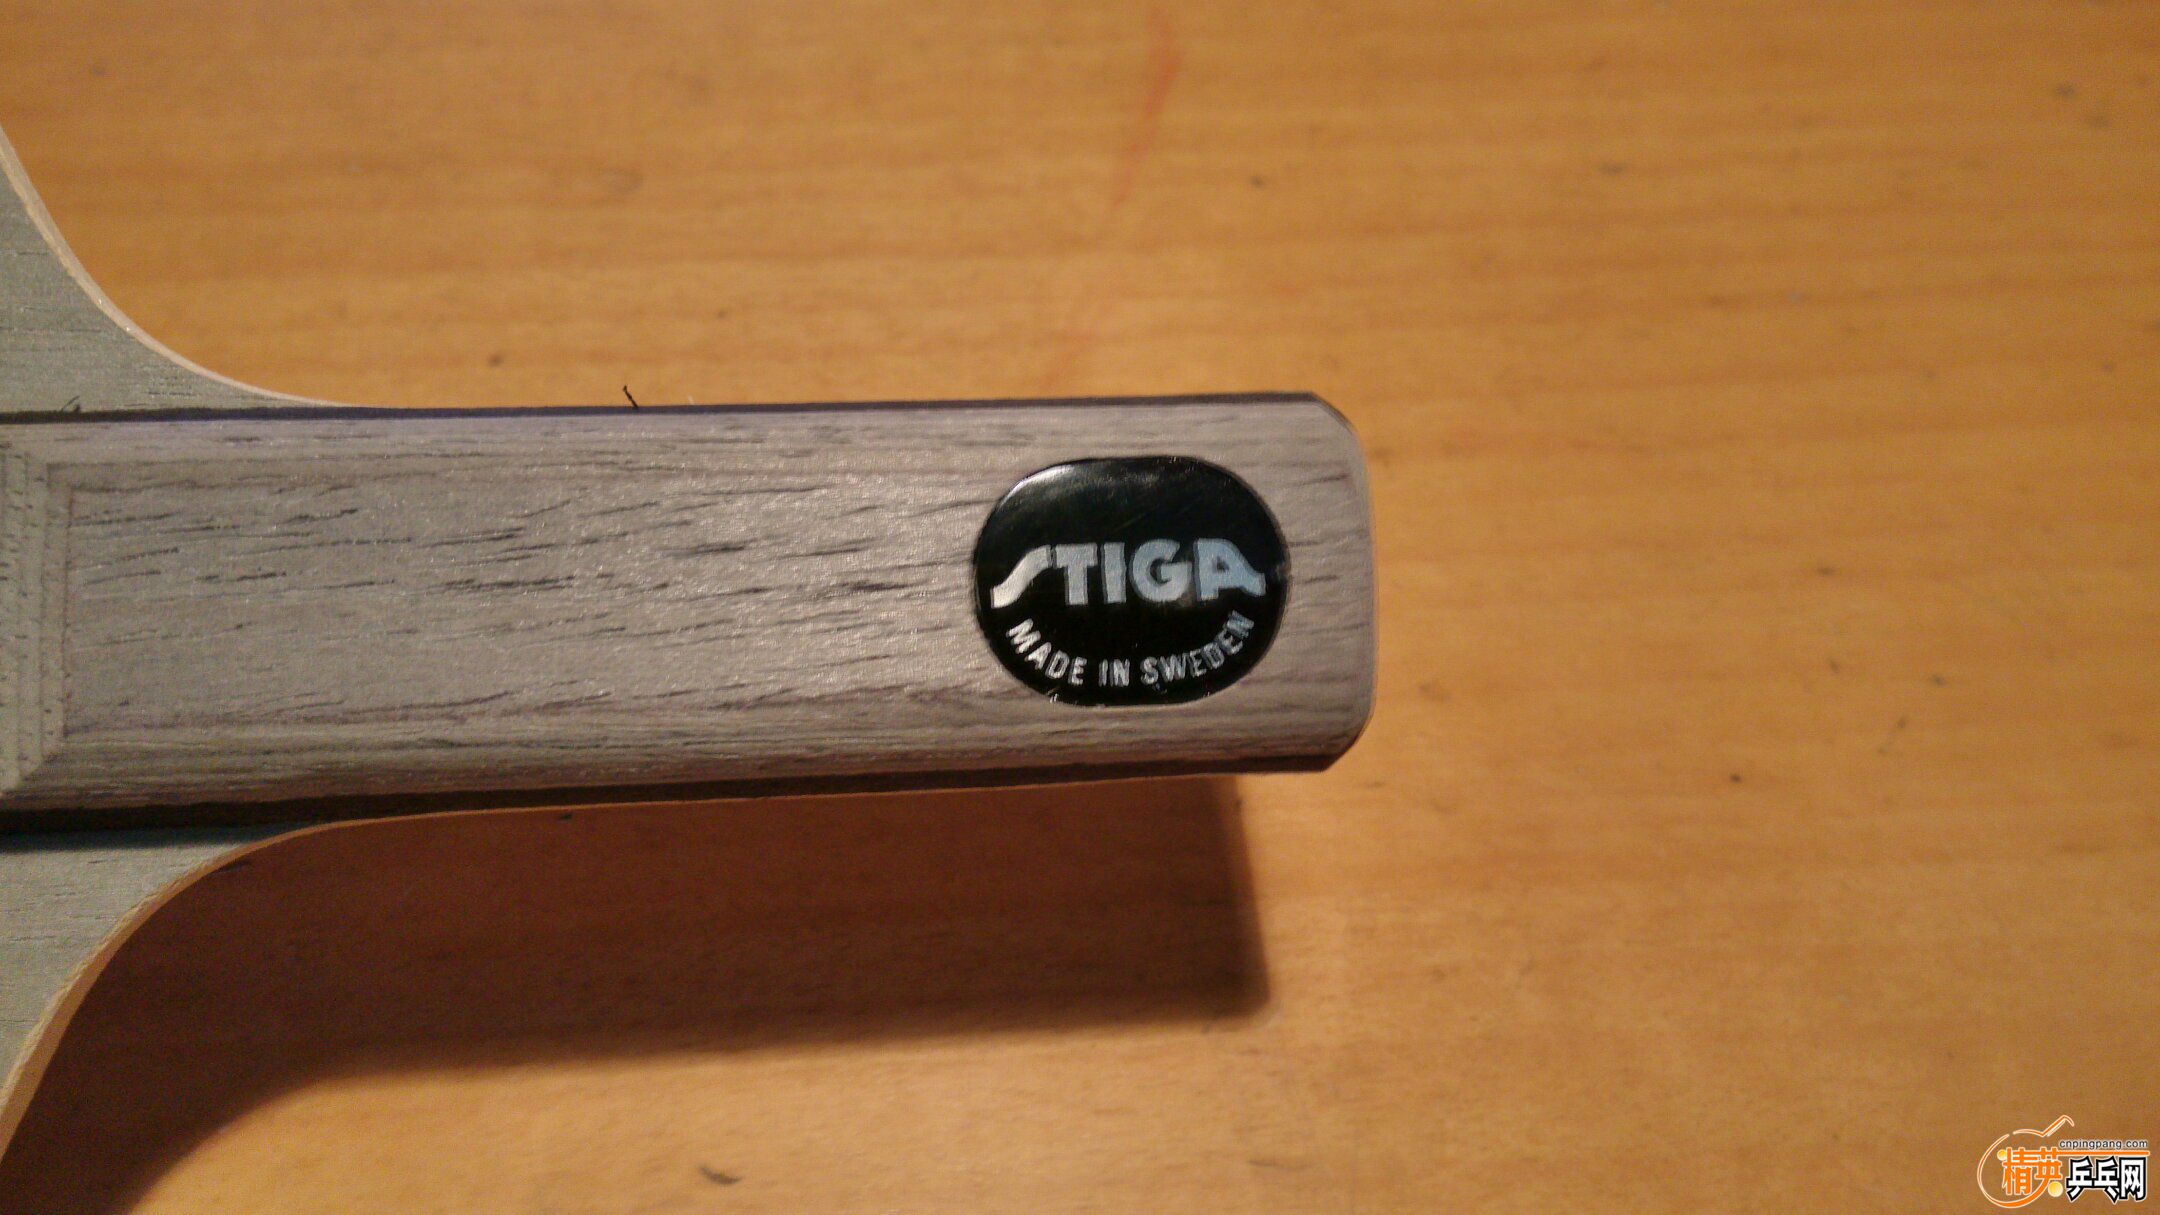 STIGA
MADE IN SWEDEN
cnpingpang.com
精英乒乓网